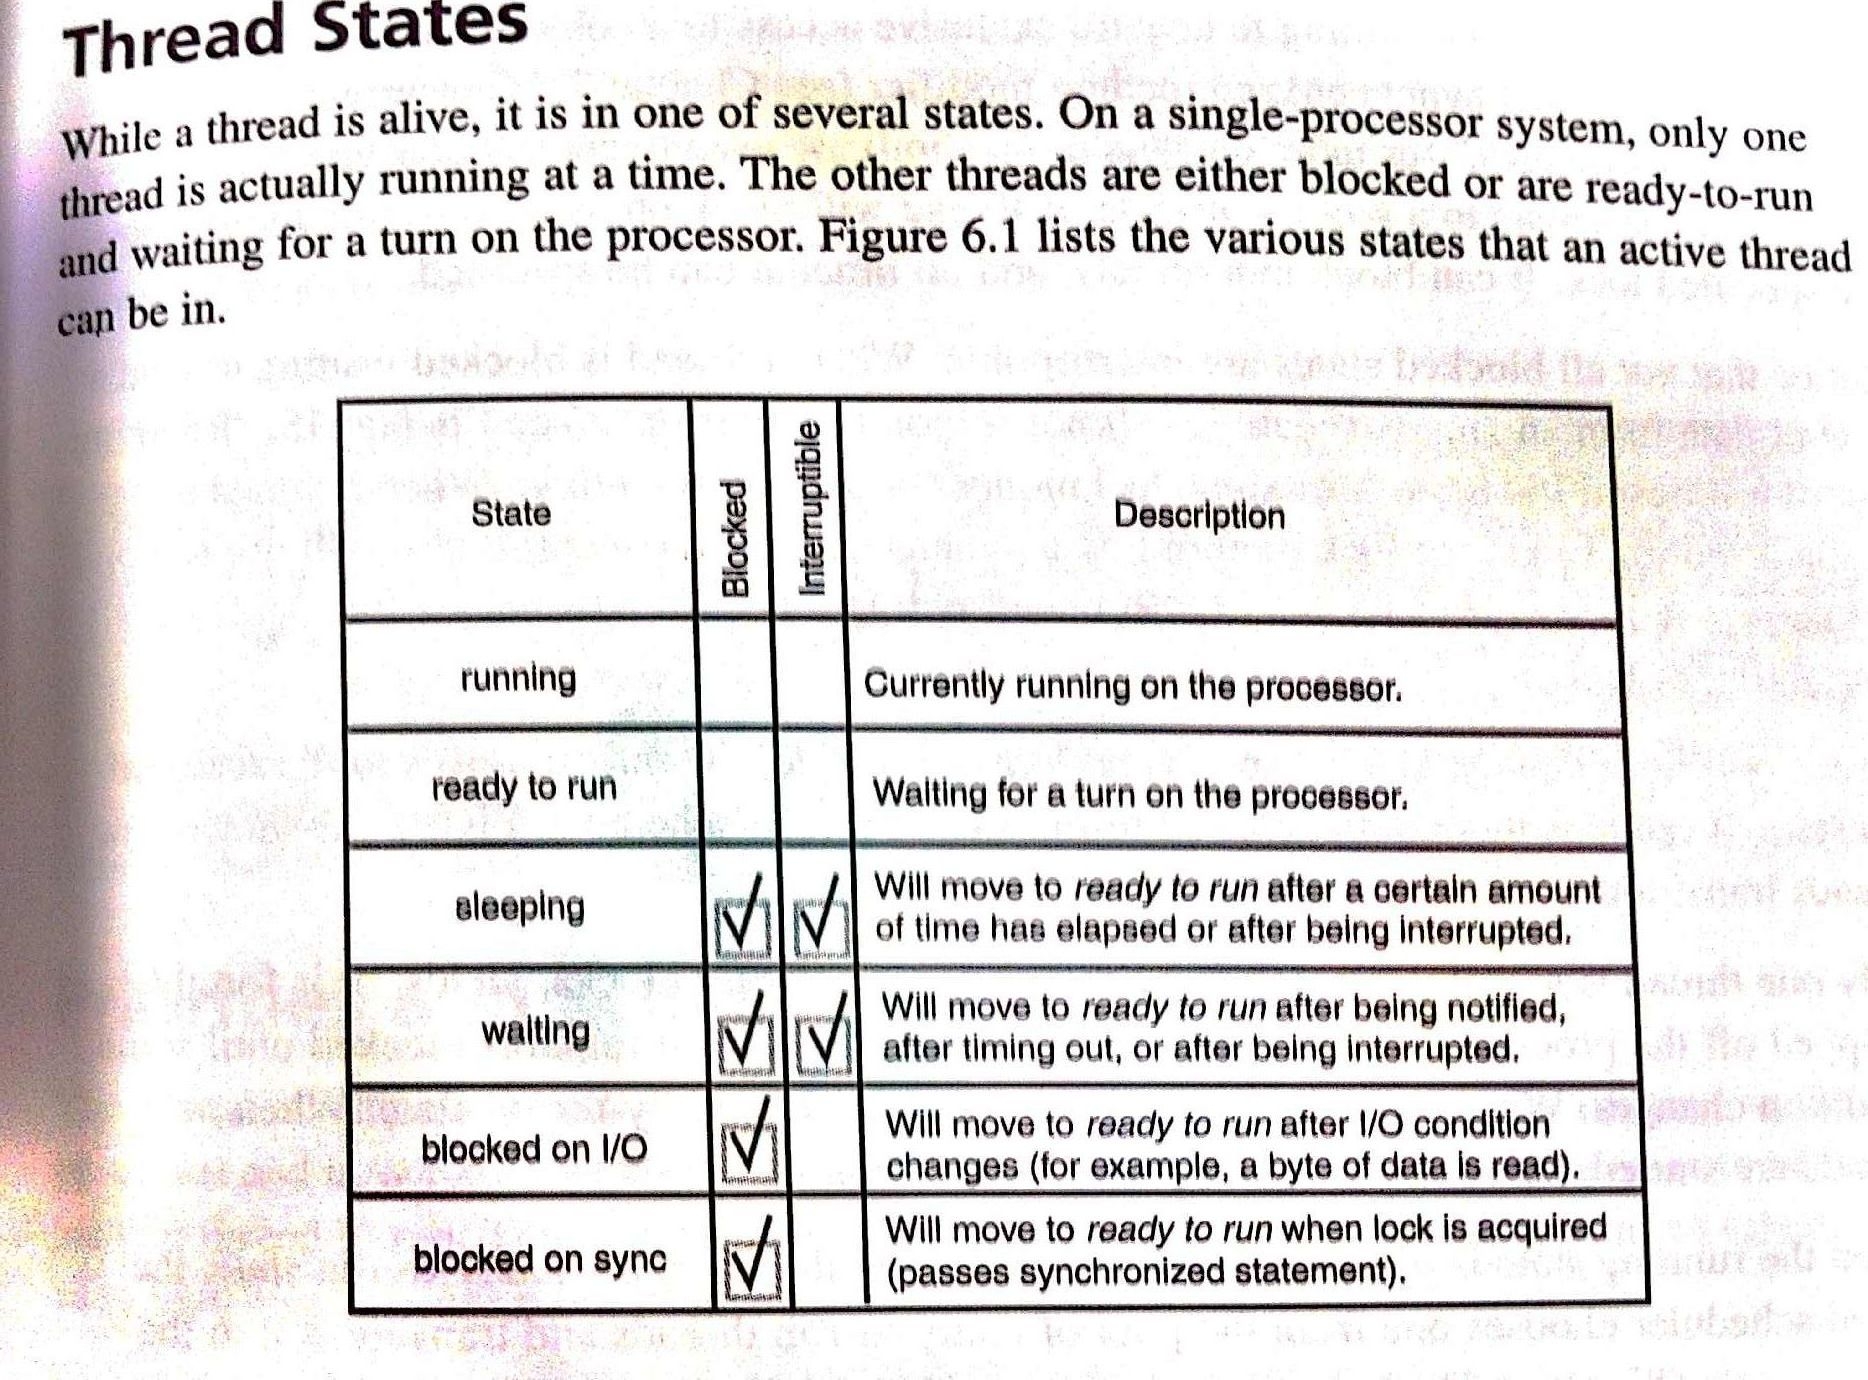 Thread States
While a thread is alive, it is in one of several states. On a single-processor system, only one
thread is actually running at a time. The other threads are either blocked or are ready-to-run
and waiting for a turn on the processor. Figure 6.1 lists the various states that an active thread
can be in.
State Blocked Interruptible Description
running Currently running on the processor.
ready to run Waiting for a turn on the processor.
sleeping Will move to ready to run after a certain amount
of time has elapsed or after being interrupted.
waiting Will move to ready to run after being notified,
after timing out, or after being interrupted.
blocked on I/O Will move to ready to run after I/O condition
changes (for example, a byte of data is read).
blocked on sync Will move to ready to run when lock is acquired
(passes synchronized statement).